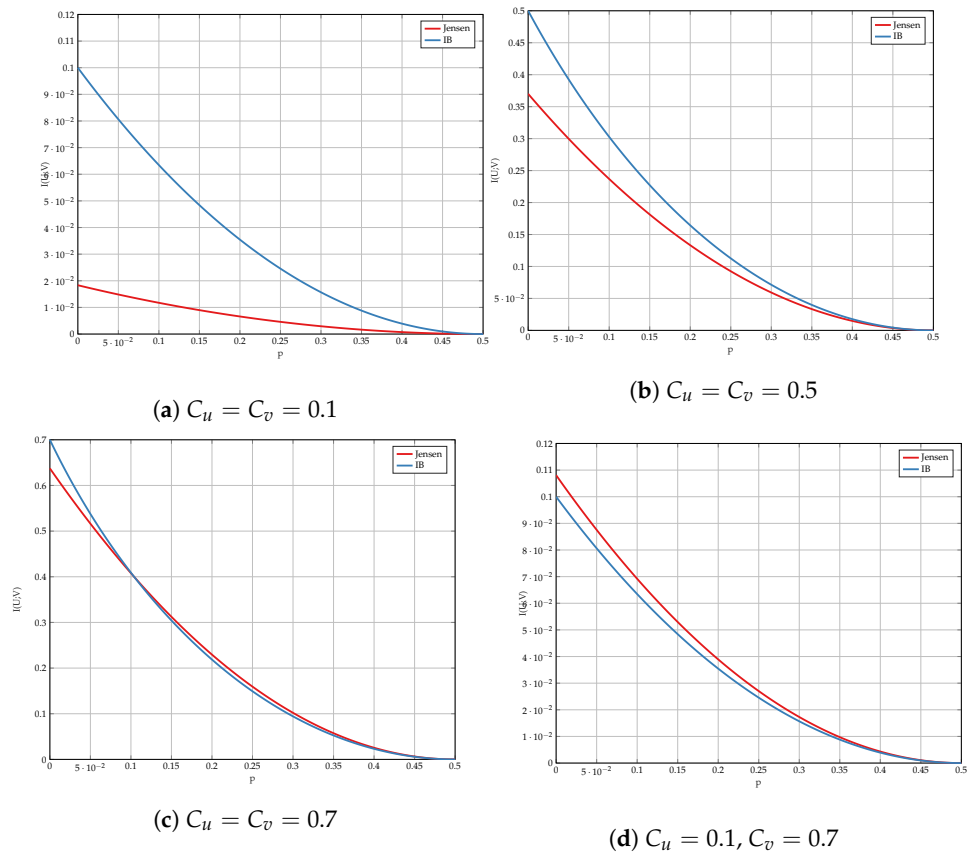 0.12
0.11
0.1
9 · 10⁻²
8 · 10⁻²
7 · 10⁻²
6 · 10⁻²
5 · 10⁻²
4 · 10⁻²
3 · 10⁻²
2 · 10⁻²
1 · 10⁻²
0
I(U;V)
Jensen
IB
0 5 · 10⁻² 0.1 0.15 0.2 0.25 0.3 0.35 0.4 0.45 0.5
p
(a) Cᵤ = Cᵥ = 0.1
0.5
0.45
0.4
0.35
0.3
0.25
0.2
0.15
0.1
5 · 10⁻²
0
I(U;V)
Jensen
IB
0 5 · 10⁻² 0.1 0.15 0.2 0.25 0.3 0.35 0.4 0.45 0.5
p
(b) Cᵤ = Cᵥ = 0.5
0.7
0.6
0.5
0.4
0.3
0.2
0.1
0
I(U;V)
Jensen
IB
0 5 · 10⁻² 0.1 0.15 0.2 0.25 0.3 0.35 0.4 0.45 0.5
p
(c) Cᵤ = Cᵥ = 0.7
0.12
0.11
0.1
9 · 10⁻²
8 · 10⁻²
7 · 10⁻²
6 · 10⁻²
5 · 10⁻²
4 · 10⁻²
3 · 10⁻²
2 · 10⁻²
1 · 10⁻²
0
I(U;V)
Jensen
IB
0 5 · 10⁻² 0.1 0.15 0.2 0.25 0.3 0.35 0.4 0.45 0.5
p
(d) Cᵤ = 0.1, Cᵥ = 0.7